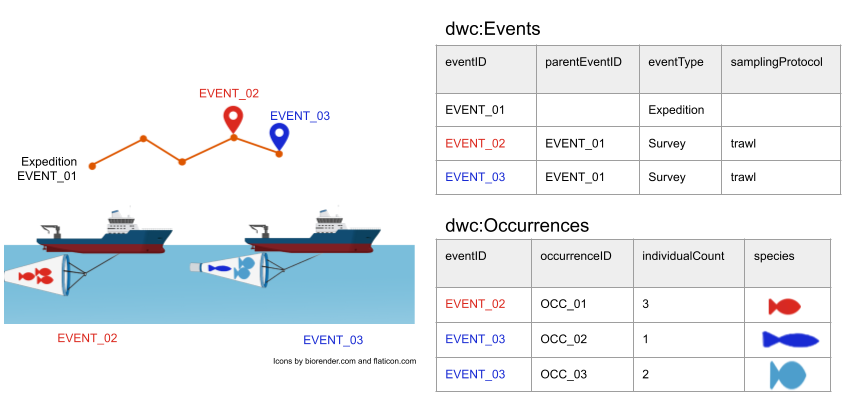 EVENT_02
EVENT_03
Expedition
EVENT_01
EVENT_02
EVENT_03
Icons by biorender.com and flaticon.com
dwc:Events
eventID parentEventID eventType samplingProtocol
EVENT_01 Expedition
EVENT_02 EVENT_01 Survey trawl
EVENT_03 EVENT_01 Survey trawl
dwc:Occurrences
eventID occurrenceID individualCount species
EVENT_02 OCC_01 3
EVENT_03 OCC_02 1
EVENT_03 OCC_03 2